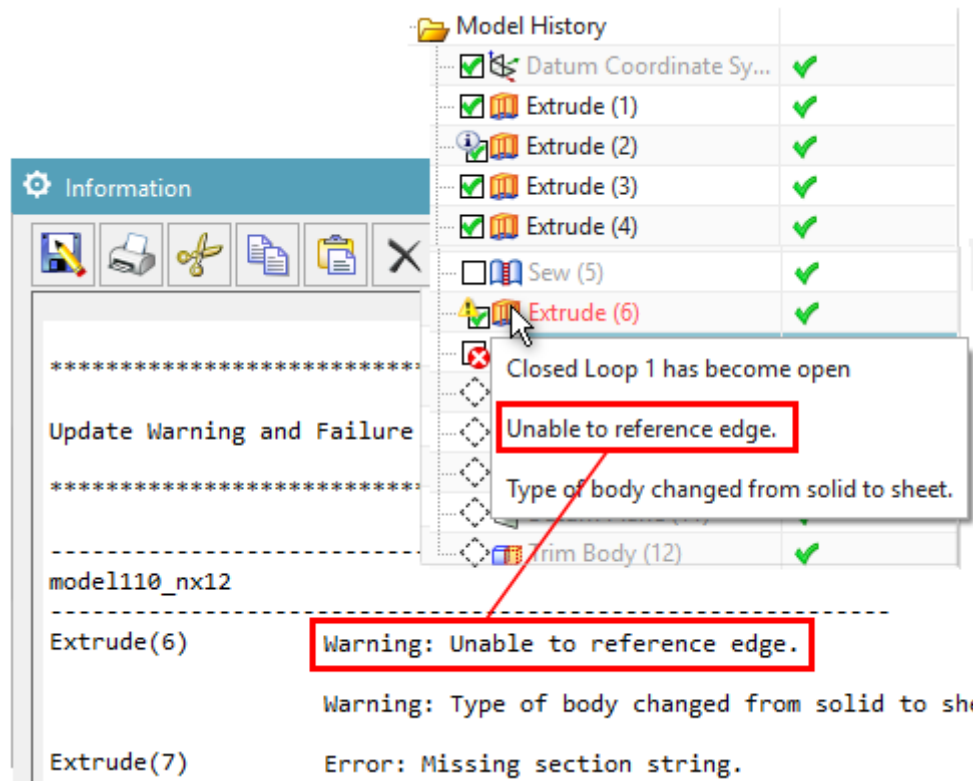 Model History
Datum Coordinate Sy...
Extrude (1)
Extrude (2)
Extrude (3)
Extrude (4)
Sew (5)
Extrude (6)
Closed Loop 1 has become open
Unable to reference edge.
Type of body changed from solid to sheet.
Trim Body (12)
Information
****************************
Update Warning and Failure
****************************
------------------------------
model110_nx12
------------------------------------------------------
Extrude(6) Warning: Unable to reference edge.
Warning: Type of body changed from solid to
Extrude(7) Error: Missing section string.